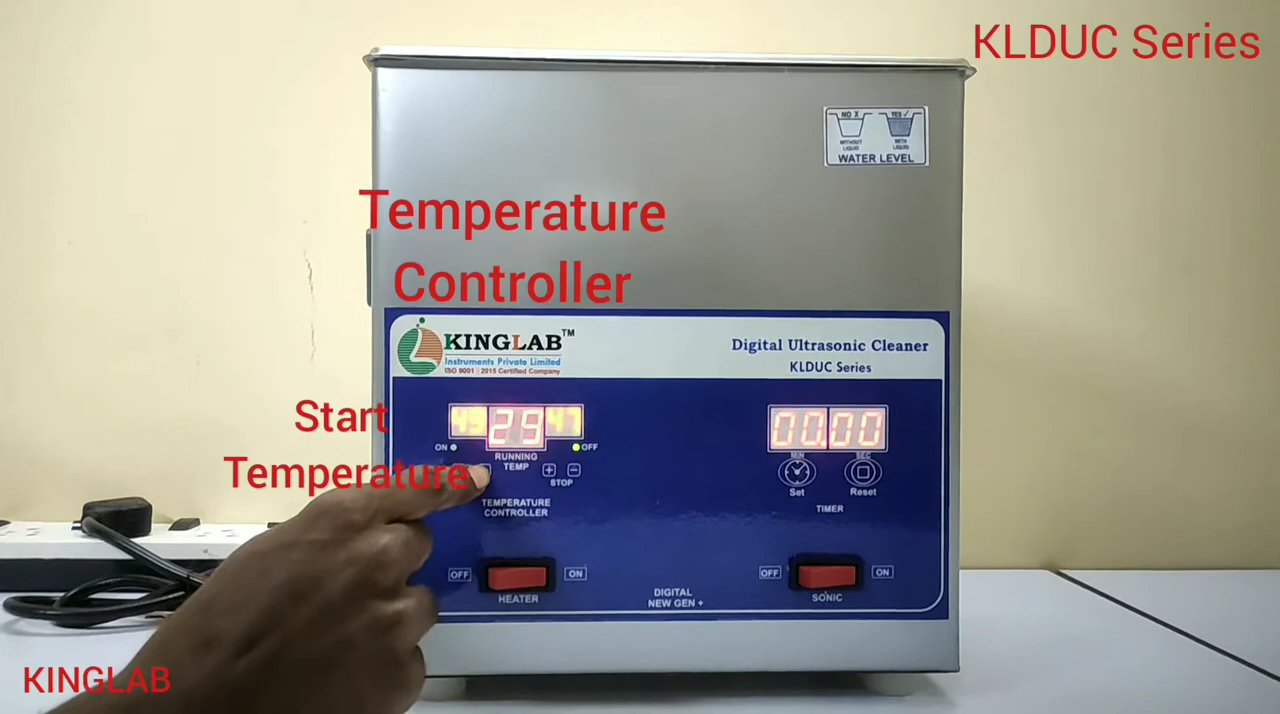 KLDUC Series
NO X YES ✓
WITHOUT LIQUID WITH LIQUID
WATER LEVEL
Temperature
Controller
KINGLAB™
Instruments Private Limited
ISO 9001 : 2015 Certified Company
Digital Ultrasonic Cleaner
KLDUC Series
Start
Temperature
25
00.00
ON OFF
RUNNING
TEMP
+ −
STOP
MIN SEC
Set Reset
TEMPERATURE
CONTROLLER
TIMER
OFF ON
HEATER
DIGITAL
NEW GEN +
OFF ON
SONIC
KINGLAB